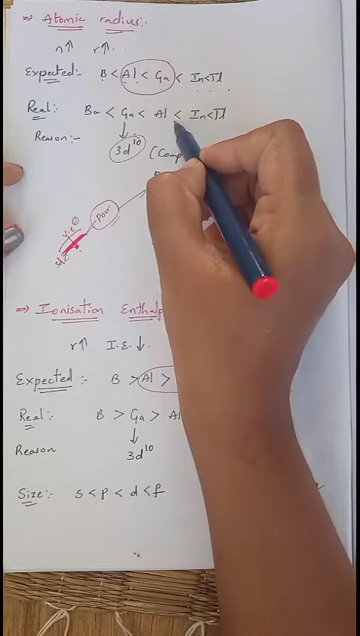 ⇒ Atomic radius:
n↑ r↑.
Expected: B < Al < Ga < In < Tl
Real: Ba < Ga < Al < In < Tl
Reason:- 3d¹⁰ (Comp
Poor
⇒ Ionisation Enthalp
r↑ I.E↓.
Expected:- B > Al >
Real:- B > Ga > Al
Reason 3d¹⁰
Size:- s < p < d < f